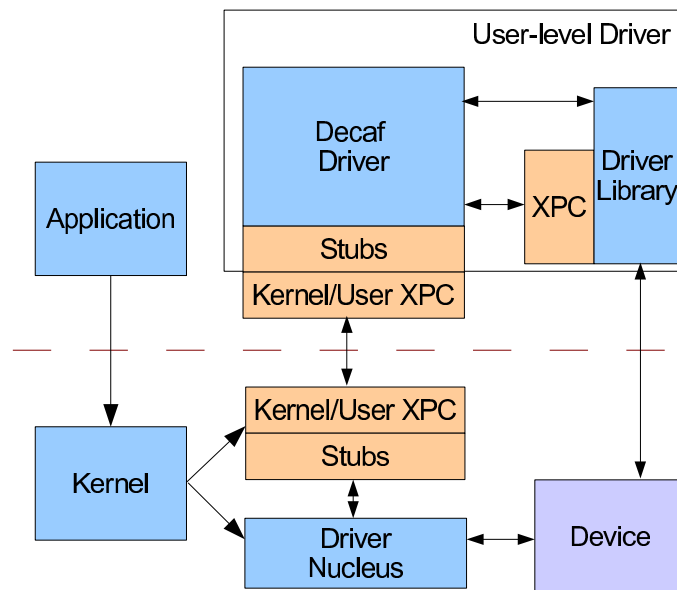 User-level Driver
Decaf
Driver
Driver
Library
XPC
Application
Stubs
Kernel/User XPC
Kernel/User XPC
Stubs
Kernel
Driver
Nucleus
Device